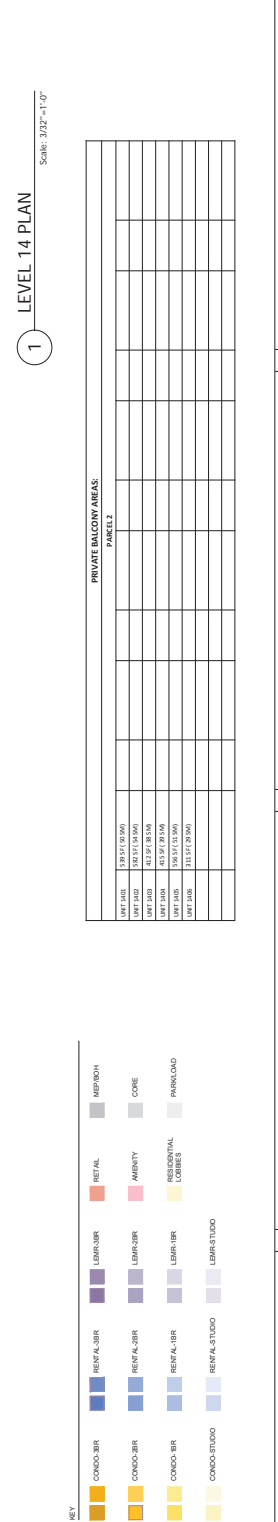 1 LEVEL 14 PLAN
Scale: 3/32"=1'-0"
PRIVATE BALCONY AREAS:
PARCEL 2
UNIT 1401 539 SF ( 50 SM)
UNIT 1402 582 SF ( 54 SM)
UNIT 1403 412 SF ( 38 SM)
UNIT 1404 415 SF ( 39 SM)
UNIT 1405 556 SF ( 51 SM)
UNIT 1406 311 SF ( 29 SM)
KEY
CONDO-3BR RENTAL-3BR LEMR-3BR RETAIL MEP/BOH
CONDO-2BR RENTAL-2BR LEMR-2BR AMENITY CORE
CONDO-1BR RENTAL-1BR LEMR-1BR RESIDENTIAL PARK/LOAD
LOBBIES
CONDO-STUDIO RENTAL-STUDIO LEMR-STUDIO